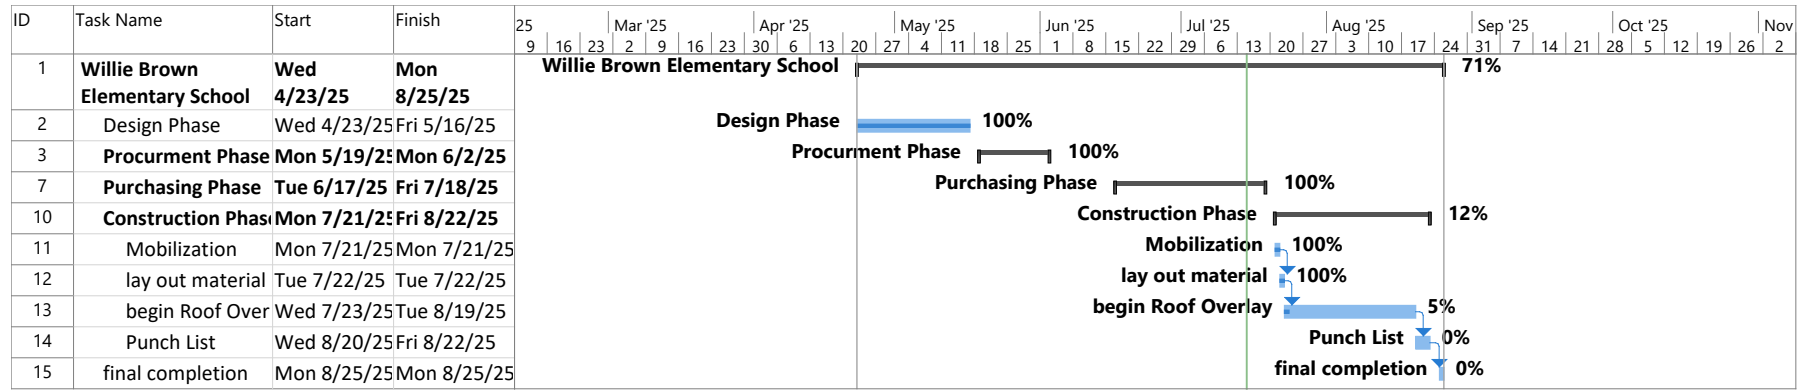 ID Task Name Start Finish
25 Mar '25 Apr '25 May '25 Jun '25 Jul '25 Aug '25 Sep '25 Oct '25 Nov
9 16 23 2 9 16 23 30 6 13 20 27 4 11 18 25 1 8 15 22 29 6 13 20 27 3 10 17 24 31 7 14 21 28 5 12 19 26 2
1 Willie Brown Wed Mon Willie Brown Elementary School 71%
Elementary School 4/23/25 8/25/25
2 Design Phase Wed 4/23/25 Fri 5/16/25 Design Phase 100%
3 Procurment Phase Mon 5/19/25 Mon 6/2/25 Procurment Phase 100%
7 Purchasing Phase Tue 6/17/25 Fri 7/18/25 Purchasing Phase 100%
10 Construction Phase Mon 7/21/25 Fri 8/22/25 Construction Phase 12%
11 Mobilization Mon 7/21/25 Mon 7/21/25 Mobilization 100%
12 lay out material Tue 7/22/25 Tue 7/22/25 lay out material 100%
13 begin Roof Over Wed 7/23/25 Tue 8/19/25 begin Roof Overlay 5%
14 Punch List Wed 8/20/25 Fri 8/22/25 Punch List 0%
15 final completion Mon 8/25/25 Mon 8/25/25 final completion 0%